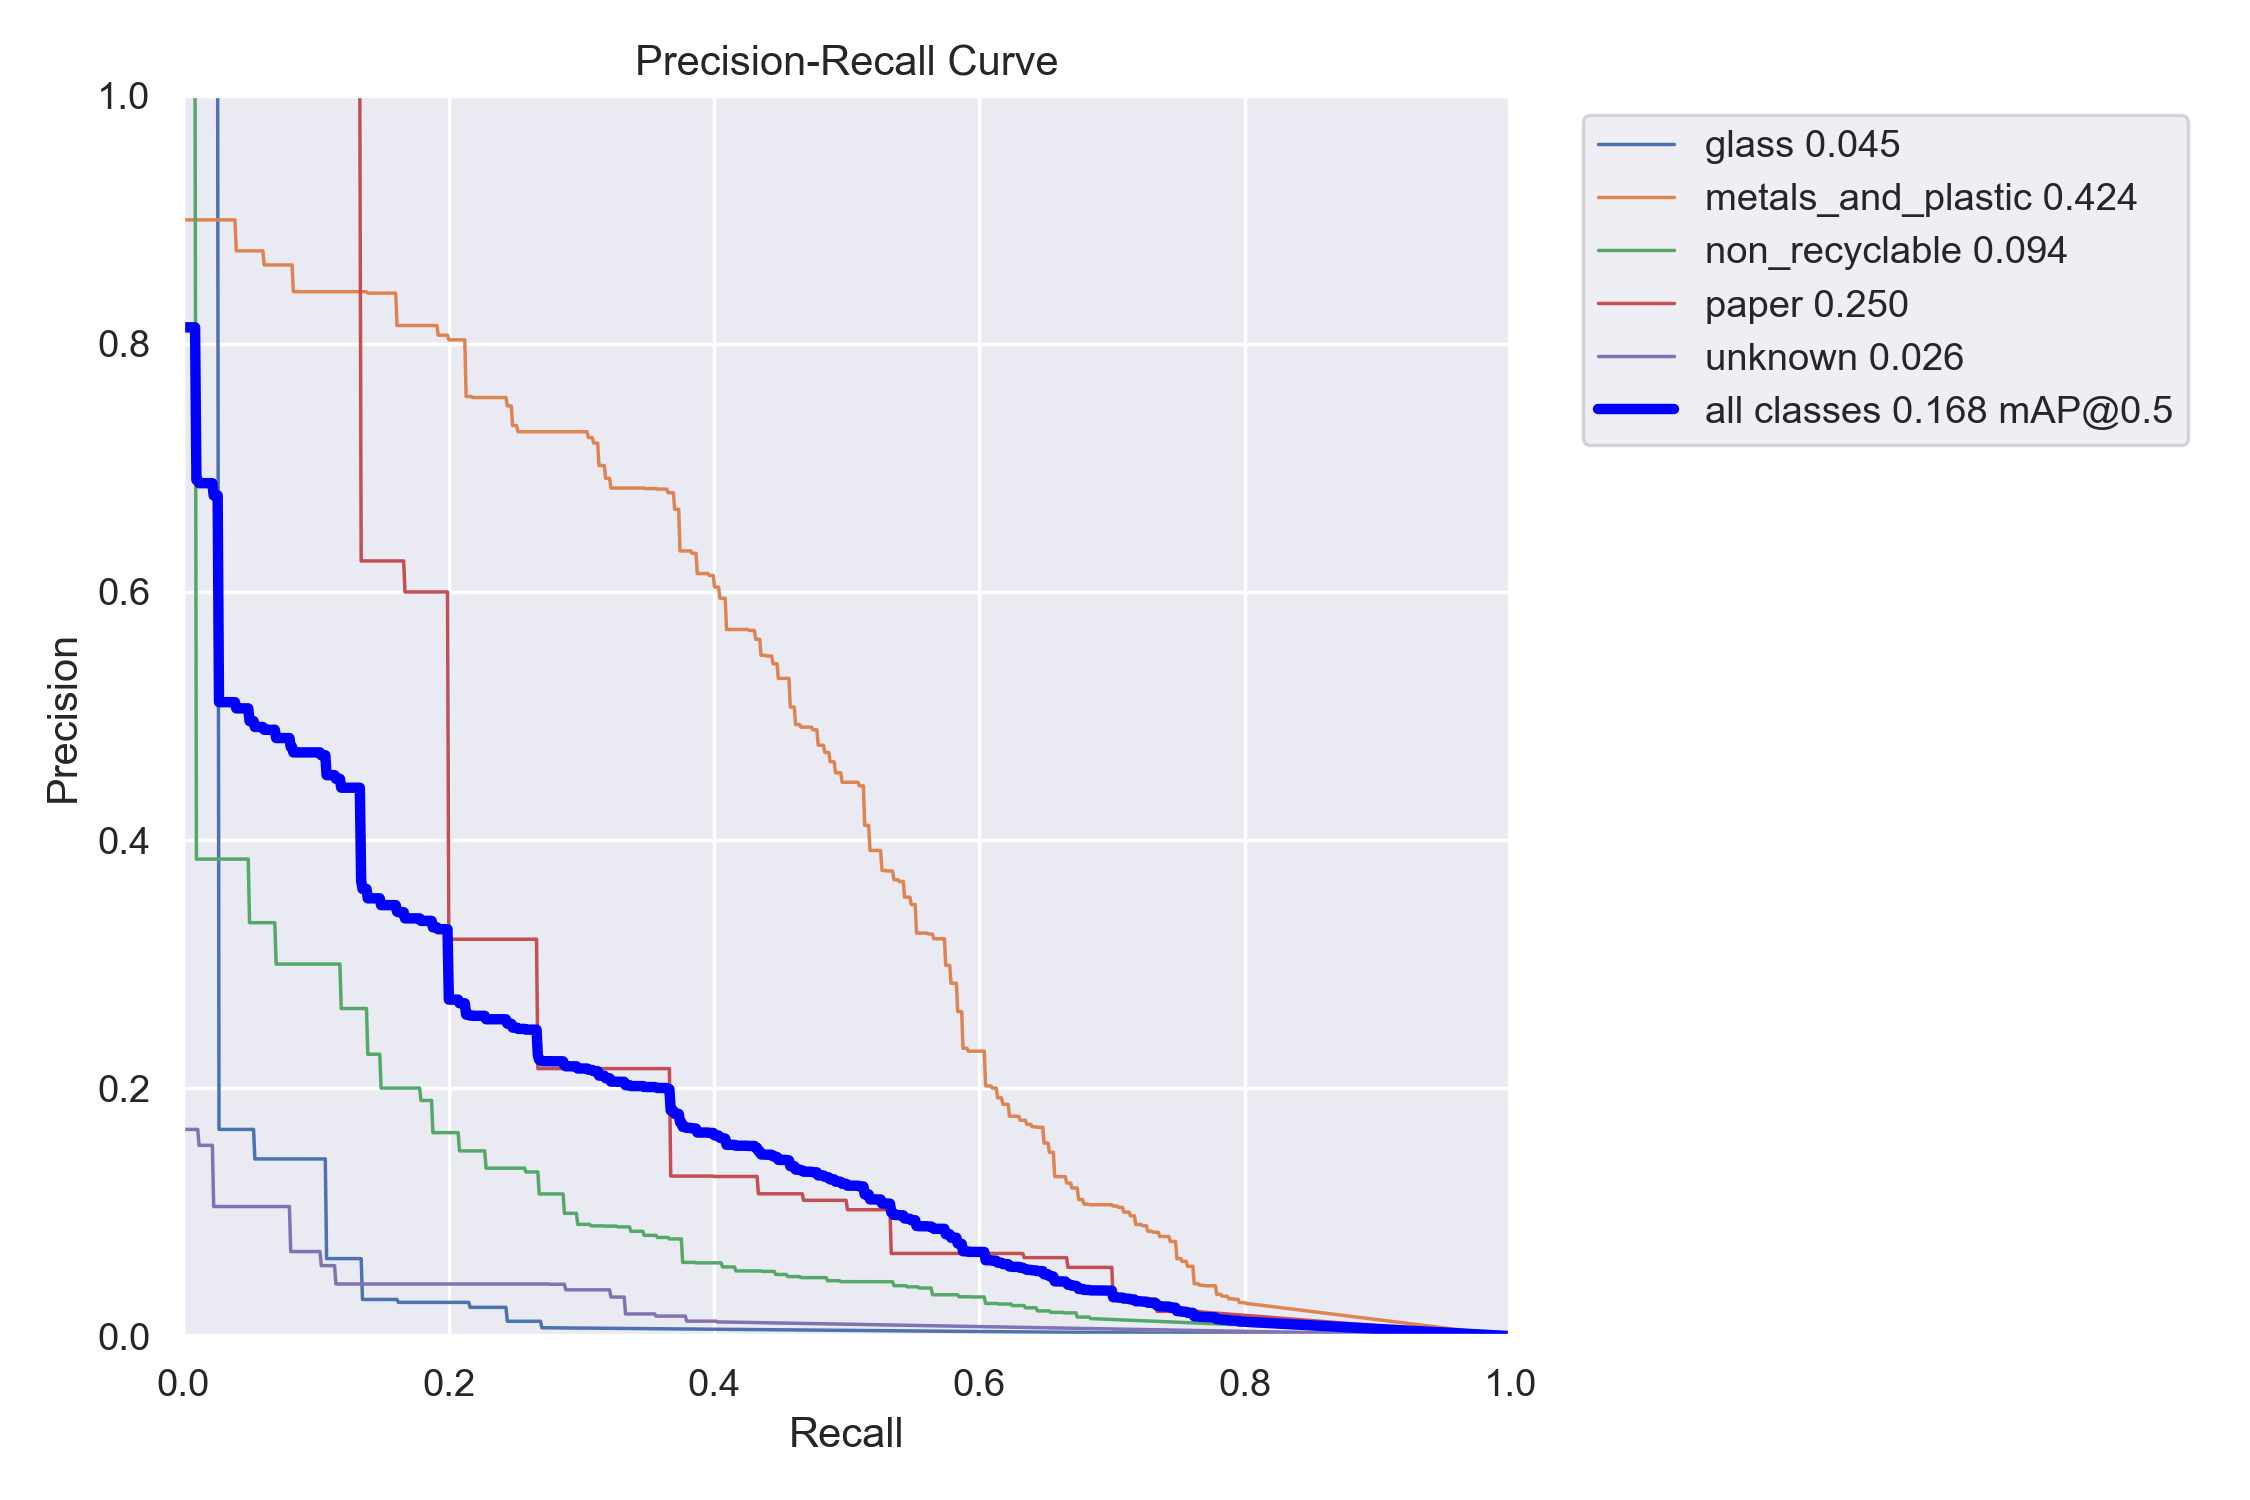 Precision-Recall Curve
1.0
0.8
0.6
0.4
0.2
0.0
Precision
0.0 0.2 0.4 0.6 0.8 1.0
Recall
glass 0.045
metals_and_plastic 0.424
non_recyclable 0.094
paper 0.250
unknown 0.026
all classes 0.168 mAP@0.5